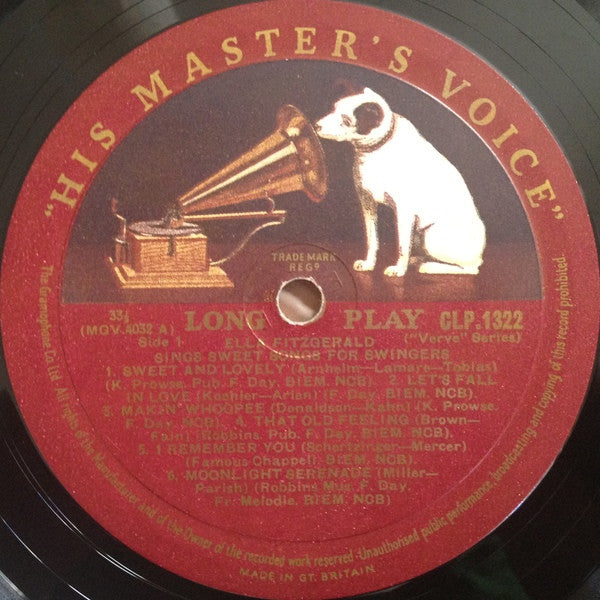 "HIS MASTER'S VOICE"
TRADE MARK
REGD
33⅓
(MGV.4032 A)
LONG PLAY
CLP.1322
Side 1
ELLA FITZGERALD
("Verve" Series)
SINGS SWEET SONGS FOR SWINGERS
1. SWEET AND LOVELY (Arnheim—Lamare—Tobias)
(K. Prowse. Pub. F. Day. BIEM. NCB). 2. LET'S FALL
IN LOVE (Koehler—Arlen) (F. Day. BIEM. NCB).
3. MAKIN' WHOOPEE (Donaldson—Kahn) (K. Prowse.
F. Day. NCB). 4. THAT OLD FEELING (Brown—
Fain) (Robbins. Pub. F. Day. BIEM. NCB).
5. I REMEMBER YOU (Schertzinger—Mercer)
(Famous Chappell. BIEM. NCB).
6. MOONLIGHT SERENADE (Miller—
Parish) (Robbins Mus. F. Day.
Fr: Melodie. BIEM. NCB)
The Gramophone Co Ltd. All rights of the Manufacturer and of the Owner of the recorded work reserved · Unauthorised public performance, broadcasting and copying of this record prohibited.
MADE IN GT. BRITAIN